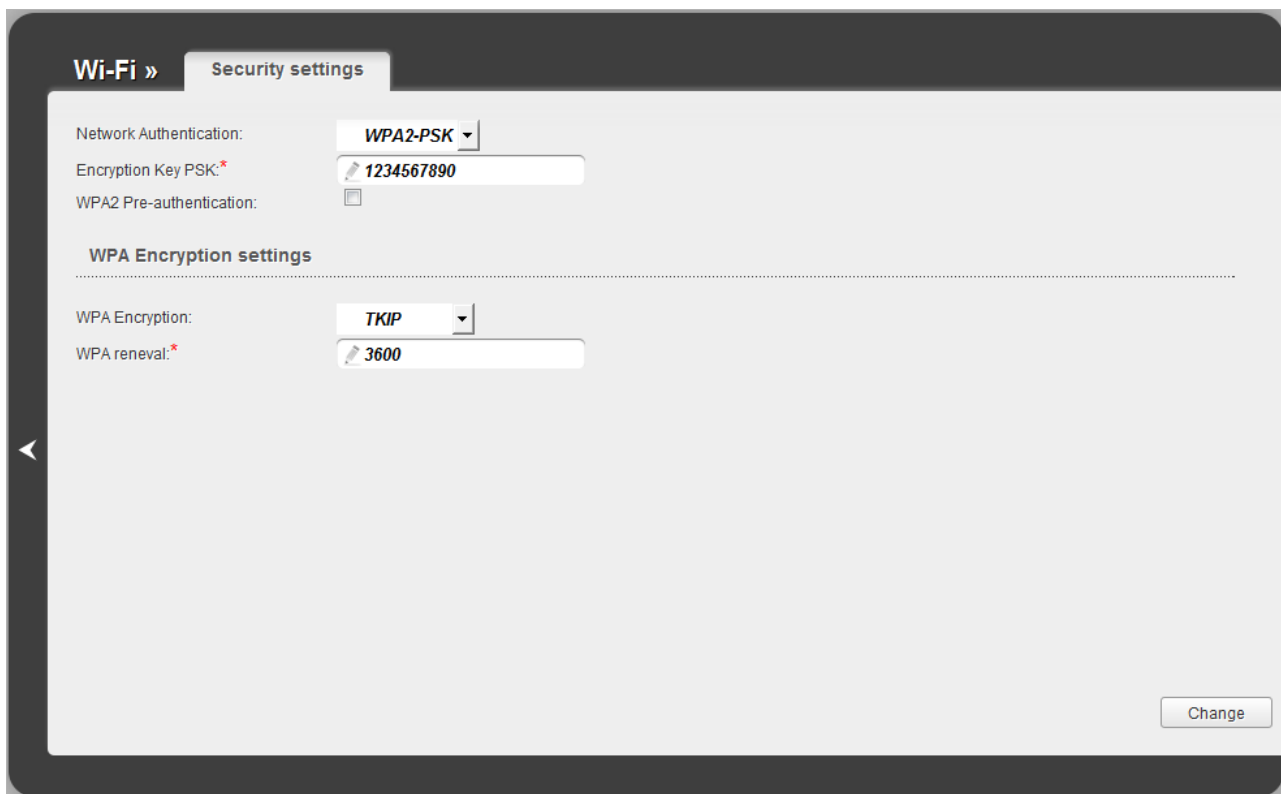 Wi-Fi » Security settings
Network Authentication: WPA2-PSK
Encryption Key PSK:* 1234567890
WPA2 Pre-authentication:
WPA Encryption settings
WPA Encryption: TKIP
WPA reneval:* 3600
Change